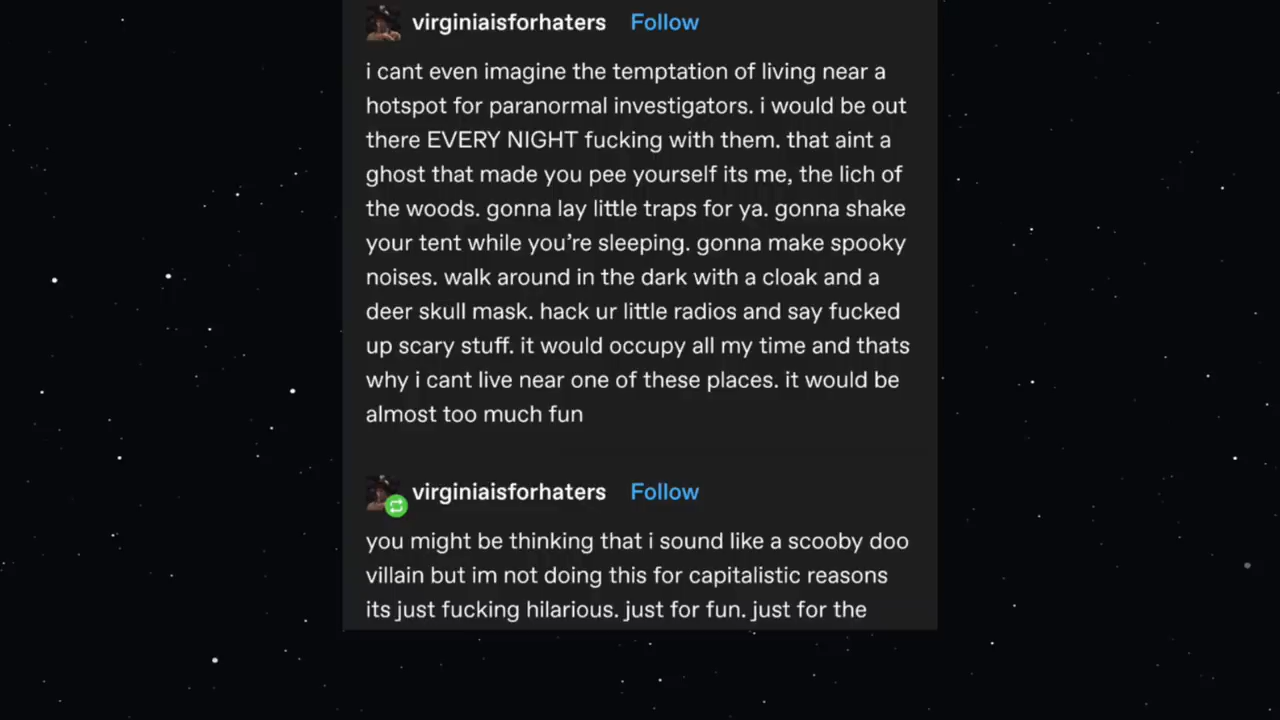 virginiaisforhaters Follow
i cant even imagine the temptation of living near a
hotspot for paranormal investigators. i would be out
there EVERY NIGHT fucking with them. that aint a
ghost that made you pee yourself its me, the lich of
the woods. gonna lay little traps for ya. gonna shake
your tent while you’re sleeping. gonna make spooky
noises. walk around in the dark with a cloak and a
deer skull mask. hack ur little radios and say fucked
up scary stuff. it would occupy all my time and thats
why i cant live near one of these places. it would be
almost too much fun
virginiaisforhaters Follow
you might be thinking that i sound like a scooby doo
villain but im not doing this for capitalistic reasons
its just fucking hilarious. just for fun. just for the